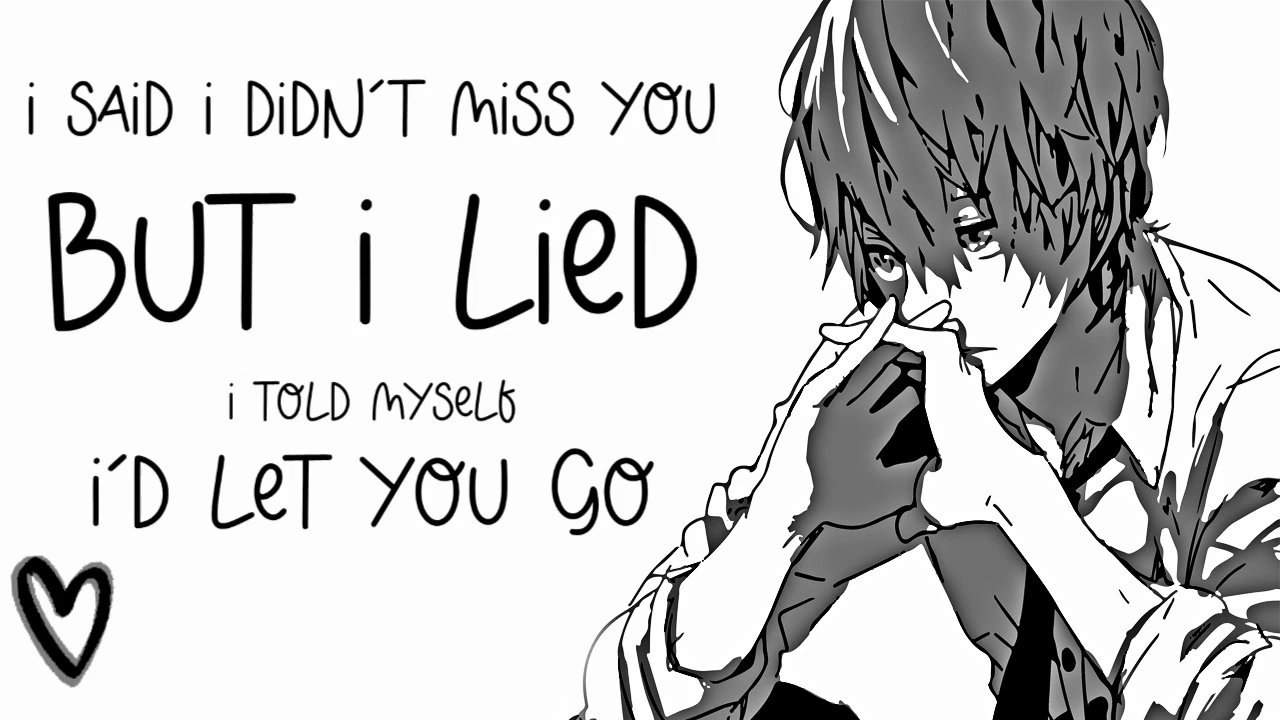 i SAiD i DiDN´T MiSS YOU
BUT i LieD
i TOLD MYSeLf
i´D LeT YOU GO